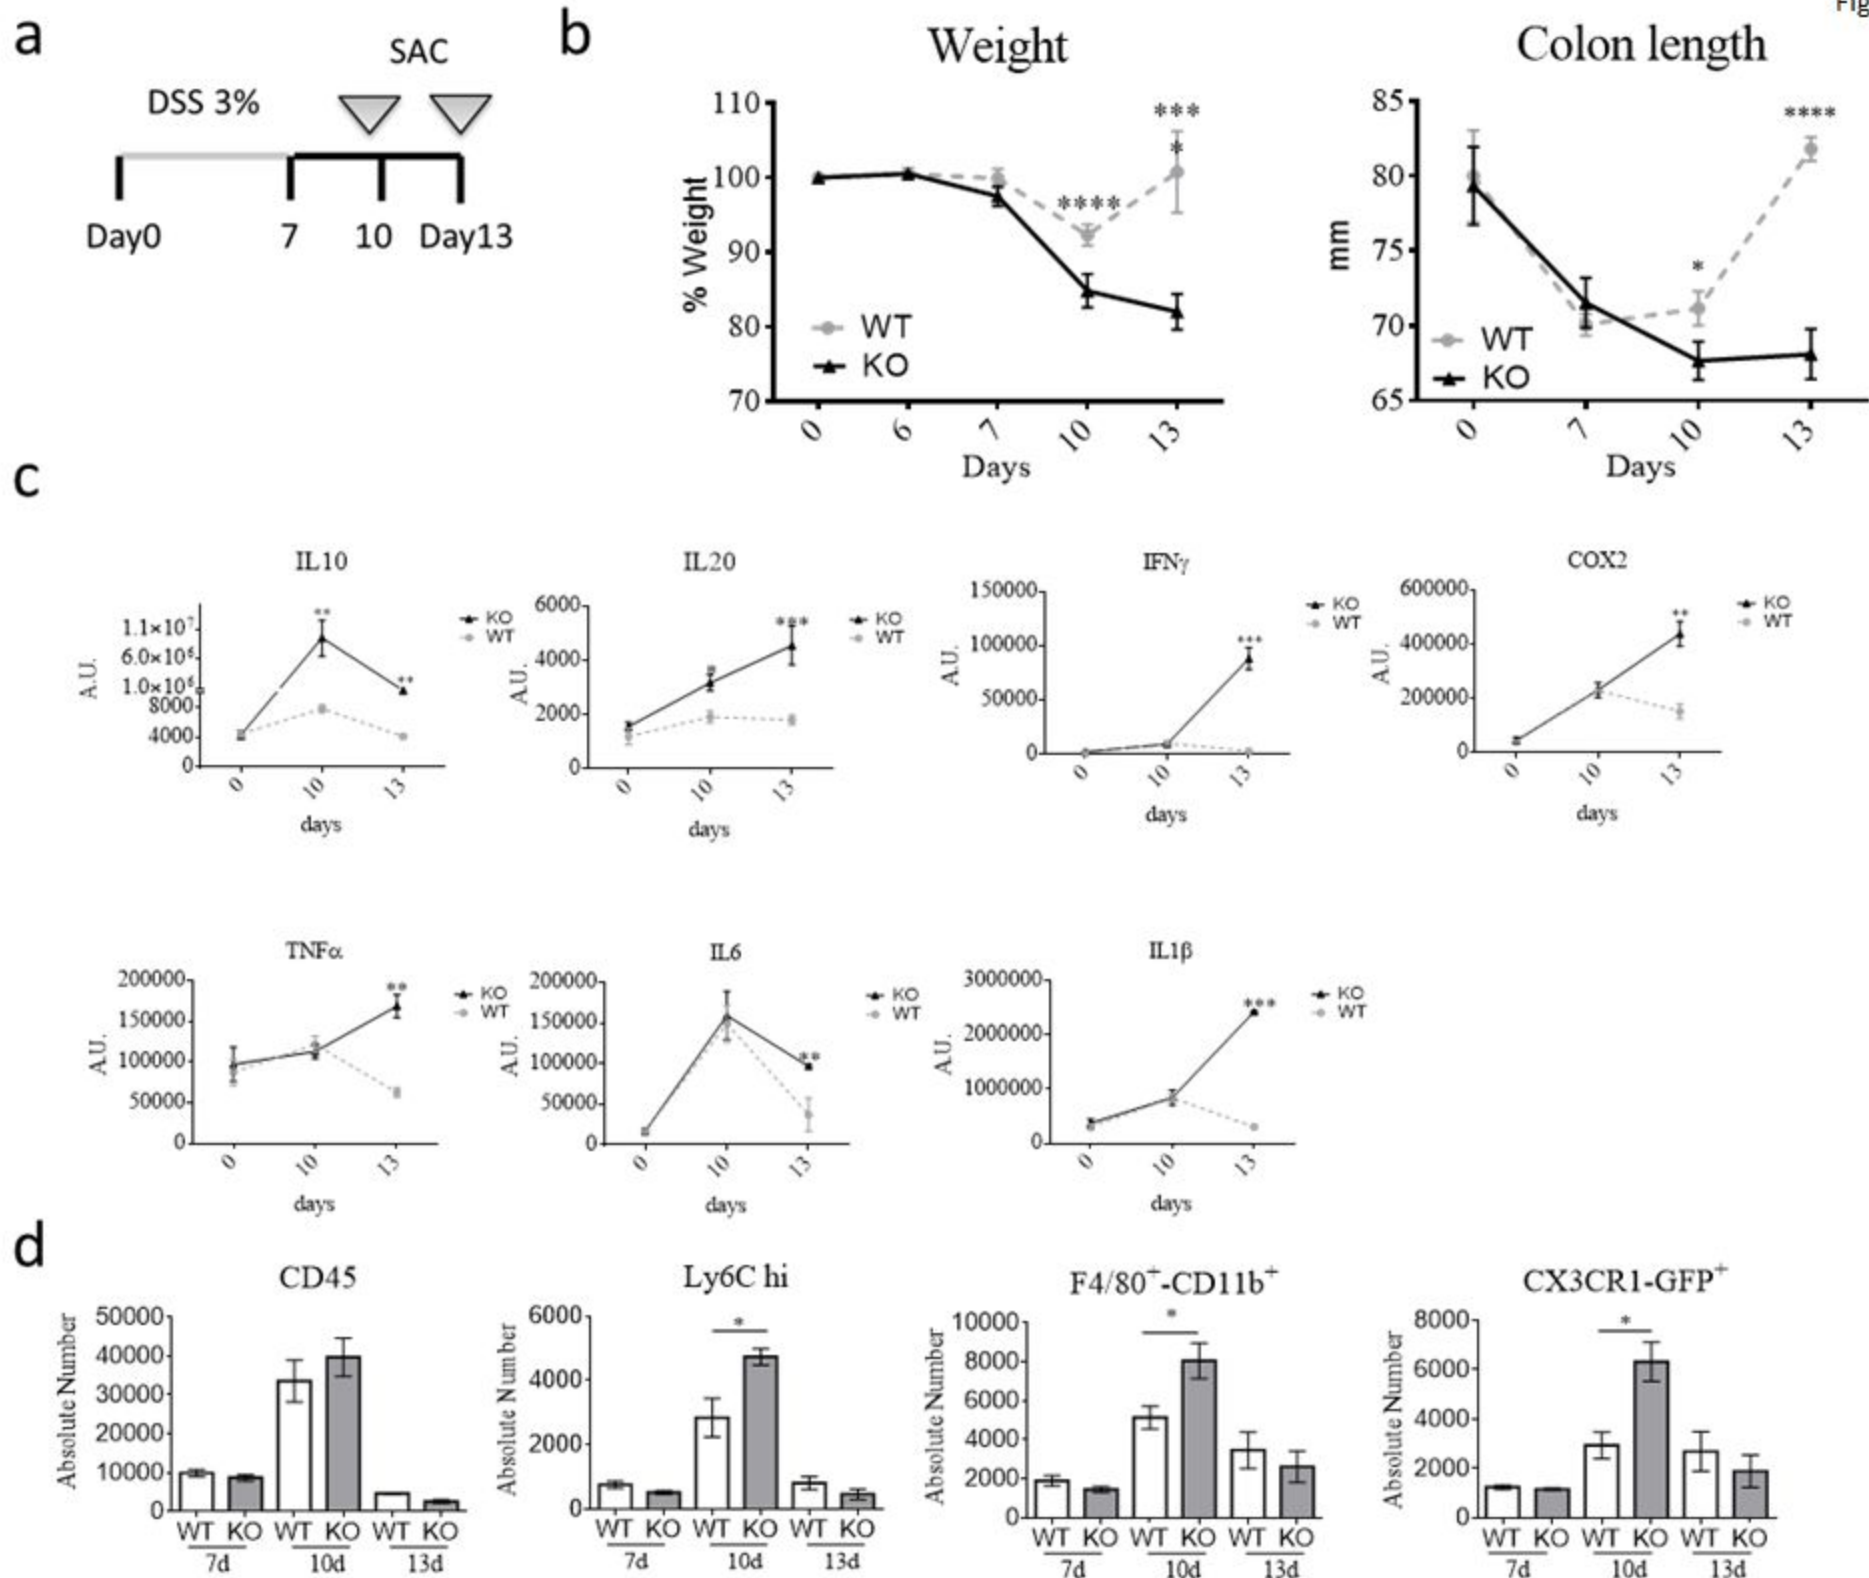 Fig
a
SAC
DSS 3%
Day0 7 10 Day13
b
Weight
110
100
90
80
70
% Weight
***
*
****
WT
KO
0 6 7 10 13
Days
Colon length
85
80
75
70
65
mm
****
*
WT
KO
0 7 10 13
Days
c
IL10
1.1×10⁷
6.0×10⁶
1.0×10⁶
8000
4000
0
A.U.
**
**
KO
WT
0 10 13
days
IL20
6000
4000
2000
0
A.U.
*
***
KO
WT
0 10 13
days
IFNγ
150000
100000
50000
0
A.U.
***
KO
WT
0 10 13
days
COX2
600000
400000
200000
0
A.U.
**
KO
WT
0 10 13
days
TNFα
200000
150000
100000
50000
0
A.U.
**
KO
WT
0 10 13
days
IL6
200000
150000
100000
50000
0
A.U.
**
KO
WT
0 10 13
days
IL1β
3000000
2000000
1000000
0
A.U.
***
KO
WT
0 10 13
days
d
CD45
50000
40000
30000
20000
10000
0
Absolute Number
WT KO WT KO WT KO
7d 10d 13d
Ly6C hi
6000
4000
2000
0
Absolute Number
*
WT KO WT KO WT KO
7d 10d 13d
F4/80⁺-CD11b⁺
10000
8000
6000
4000
2000
0
Absolute Number
*
WT KO WT KO WT KO
7d 10d 13d
CX3CR1-GFP⁺
8000
6000
4000
2000
0
Absolute Number
*
WT KO WT KO WT KO
7d 10d 13d